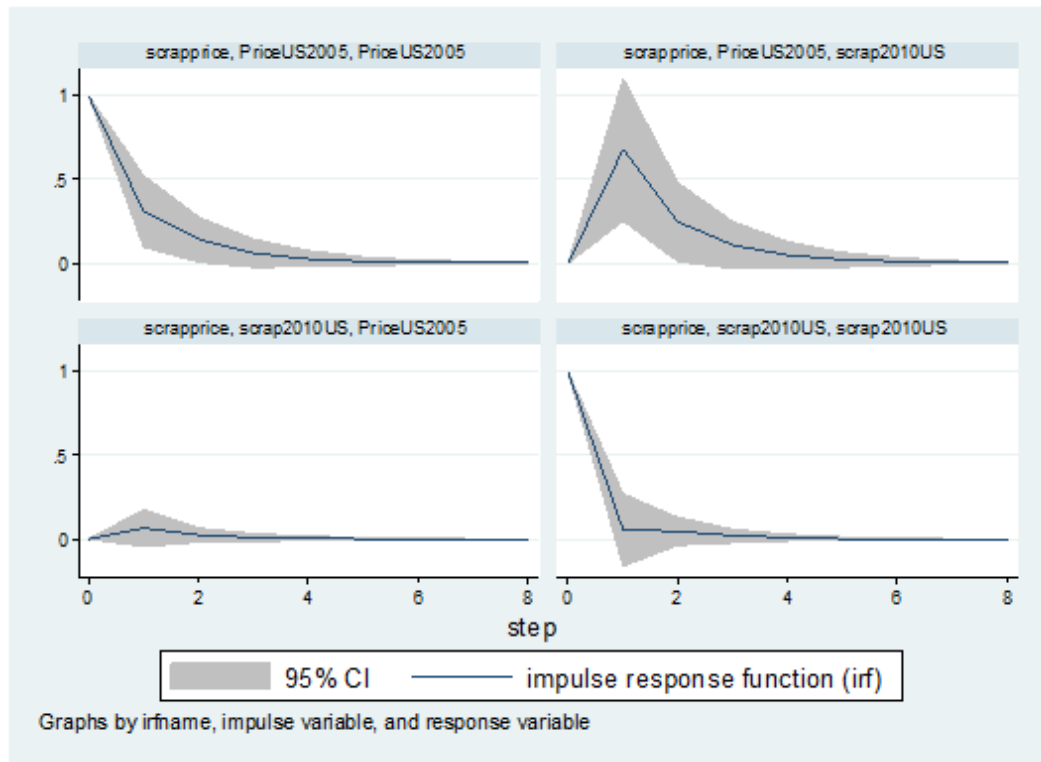 scrapprice, PriceUS2005, PriceUS2005
scrapprice, PriceUS2005, scrap2010US
1
.5
0
scrapprice, scrap2010US, PriceUS2005
scrapprice, scrap2010US, scrap2010US
1
.5
0
0 2 4 6 8
0 2 4 6 8
step
95% CI
impulse response function (irf)
Graphs by irfname, impulse variable, and response variable